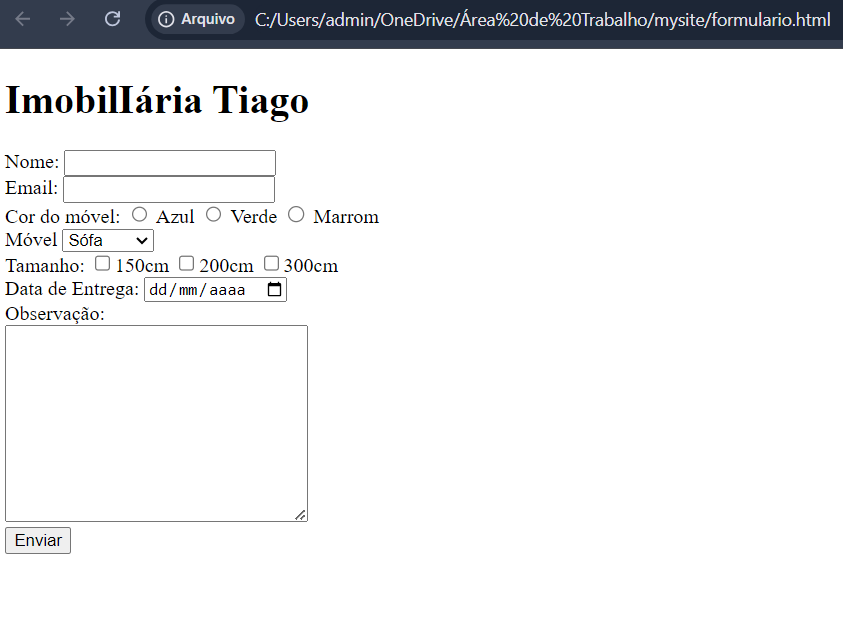 Arquivo C:/Users/admin/OneDrive/Área%20de%20Trabalho/mysite/formulario.html
ImobilIária Tiago
Nome:
Email:
Cor do móvel: Azul Verde Marrom
Móvel Sófa
Tamanho: 150cm 200cm 300cm
Data de Entrega: dd/mm/aaaa
Observação:
Enviar